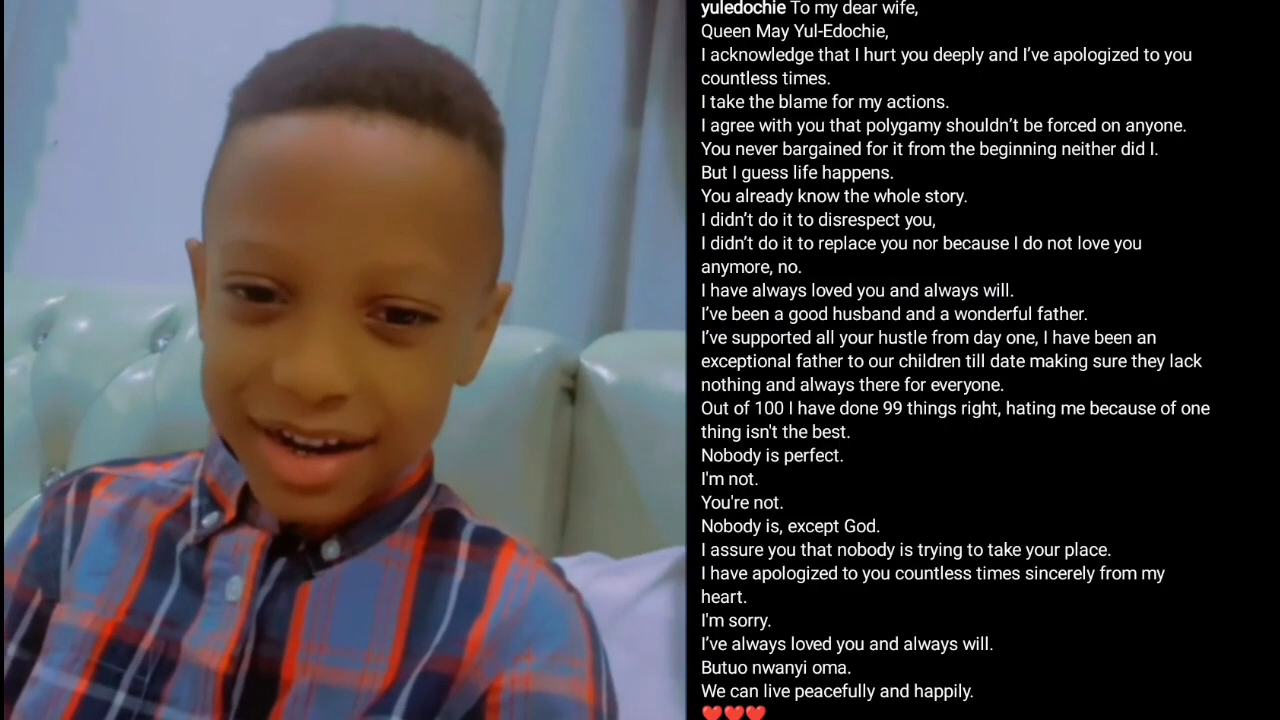 yuledochie To my dear wife,
Queen May Yul-Edochie,
I acknowledge that I hurt you deeply and I've apologized to you
countless times.
I take the blame for my actions.
I agree with you that polygamy shouldn't be forced on anyone.
You never bargained for it from the beginning neither did I.
But I guess life happens.
You already know the whole story.
I didn't do it to disrespect you,
I didn't do it to replace you nor because I do not love you
anymore, no.
I have always loved you and always will.
I've been a good husband and a wonderful father.
I've supported all your hustle from day one, I have been an
exceptional father to our children till date making sure they lack
nothing and always there for everyone.
Out of 100 I have done 99 things right, hating me because of one
thing isn't the best.
Nobody is perfect.
I'm not.
You're not.
Nobody is, except God.
I assure you that nobody is trying to take your place.
I have apologized to you countless times sincerely from my
heart.
I'm sorry.
I've always loved you and always will.
Butuo nwanyi oma.
We can live peacefully and happily.
❤️❤️❤️